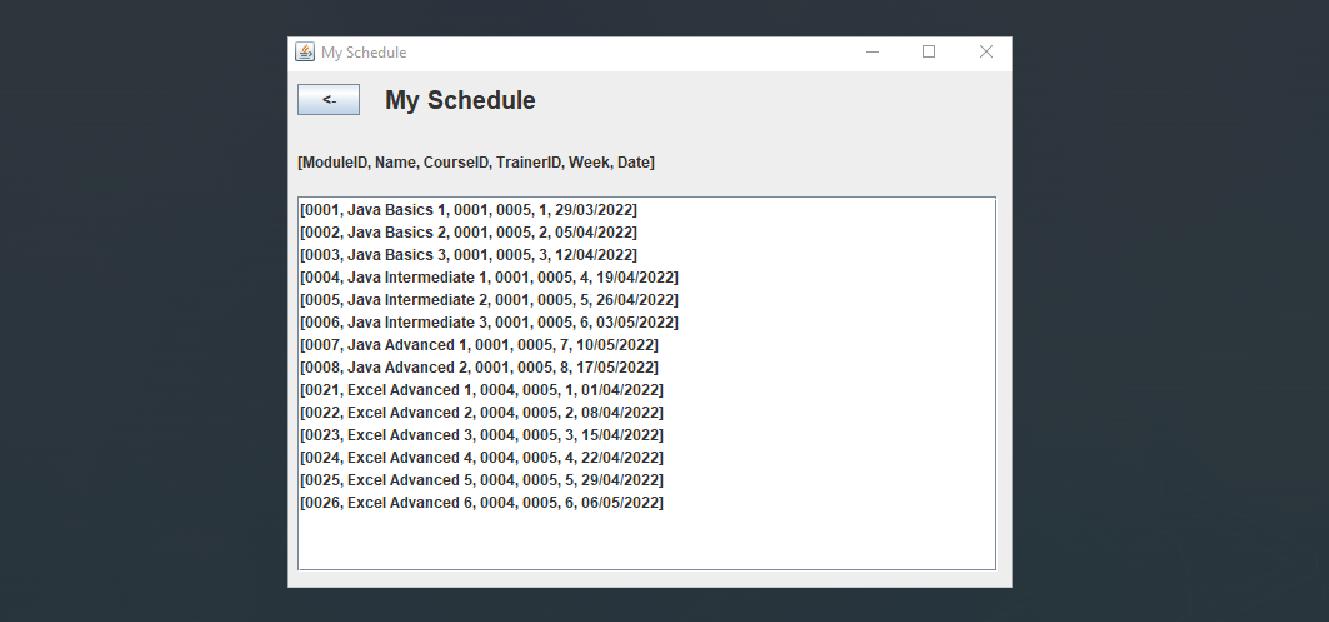 My Schedule
<- My Schedule
[ModuleID, Name, CourseID, TrainerID, Week, Date]
[0001, Java Basics 1, 0001, 0005, 1, 29/03/2022]
[0002, Java Basics 2, 0001, 0005, 2, 05/04/2022]
[0003, Java Basics 3, 0001, 0005, 3, 12/04/2022]
[0004, Java Intermediate 1, 0001, 0005, 4, 19/04/2022]
[0005, Java Intermediate 2, 0001, 0005, 5, 26/04/2022]
[0006, Java Intermediate 3, 0001, 0005, 6, 03/05/2022]
[0007, Java Advanced 1, 0001, 0005, 7, 10/05/2022]
[0008, Java Advanced 2, 0001, 0005, 8, 17/05/2022]
[0021, Excel Advanced 1, 0004, 0005, 1, 01/04/2022]
[0022, Excel Advanced 2, 0004, 0005, 2, 08/04/2022]
[0023, Excel Advanced 3, 0004, 0005, 3, 15/04/2022]
[0024, Excel Advanced 4, 0004, 0005, 4, 22/04/2022]
[0025, Excel Advanced 5, 0004, 0005, 5, 29/04/2022]
[0026, Excel Advanced 6, 0004, 0005, 6, 06/05/2022]